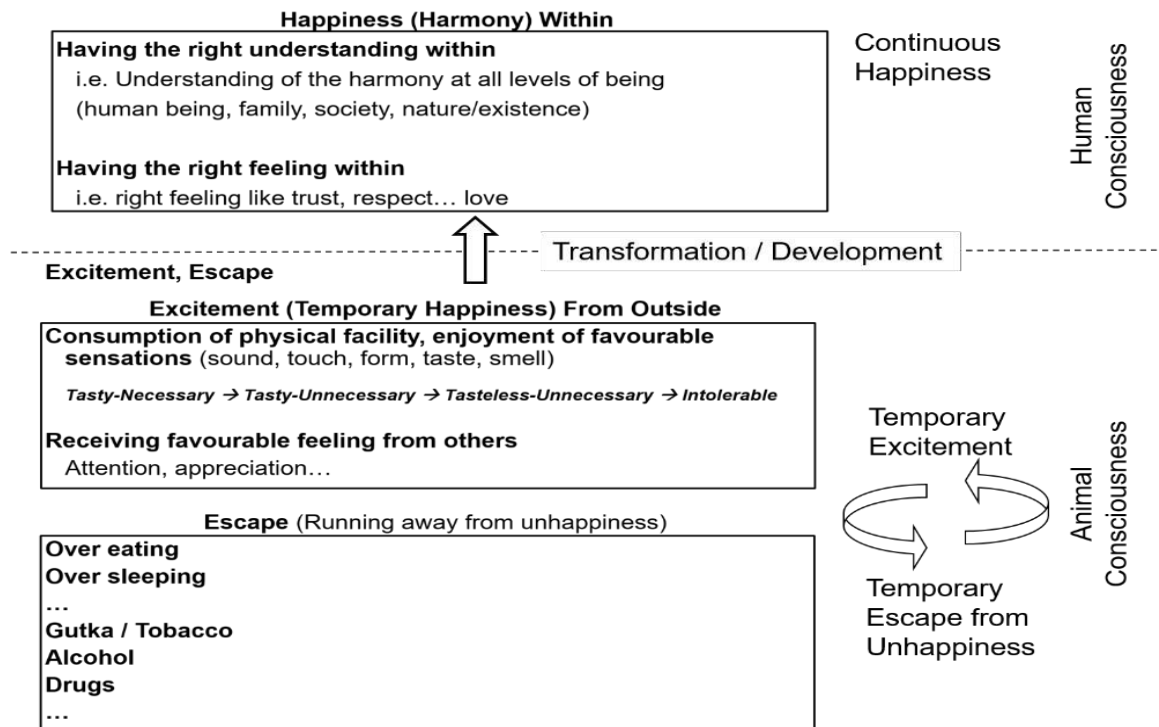 Happiness (Harmony) Within
Having the right understanding within
i.e. Understanding of the harmony at all levels of being
(human being, family, society, nature/existence)
Having the right feeling within
i.e. right feeling like trust, respect… love
Continuous
Happiness
Human
Consciousness
Transformation / Development
Excitement, Escape
Excitement (Temporary Happiness) From Outside
Consumption of physical facility, enjoyment of favourable
sensations (sound, touch, form, taste, smell)
Tasty-Necessary → Tasty-Unnecessary → Tasteless-Unnecessary → Intolerable
Receiving favourable feeling from others
Attention, appreciation…
Escape (Running away from unhappiness)
Over eating
Over sleeping
…
Gutka / Tobacco
Alcohol
Drugs
…
Temporary
Excitement
Temporary
Escape from
Unhappiness
Animal
Consciousness